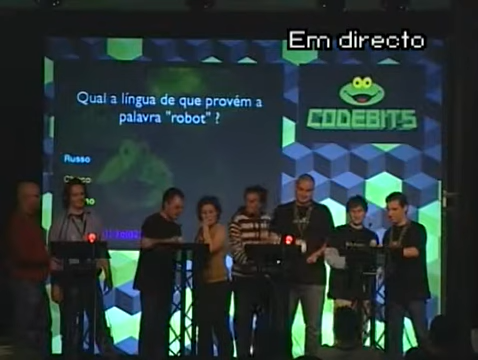 Em directo
Qual a língua de que provém a
palavra "robot" ?
CODEBITS
Russo